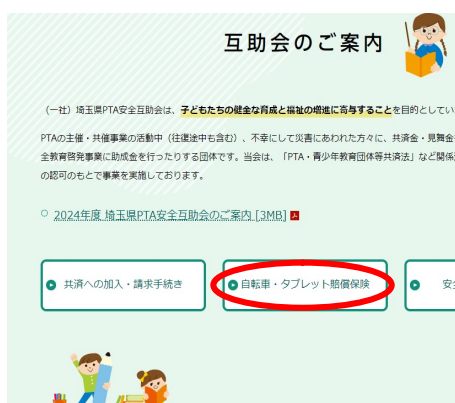 互助会のご案内
(一社)埼玉県PTA安全互助会は、子どもたちの健全な育成と福祉の増進に寄与することを目的としてい
PTAの主催・共催事業の活動中(往復途中も含む)、不幸にして災害にあわれた方々に、共済金・見舞金
全教育啓発事業に助成金を行ったりする団体です。当会は、「PTA・青少年教育団体等共済法」など関係
の認可のもとで事業を実施しております。
2024年度 埼玉県PTA安全互助会のご案内 [3MB]
共済への加入・請求手続き
自転車・タブレット賠償保険
安